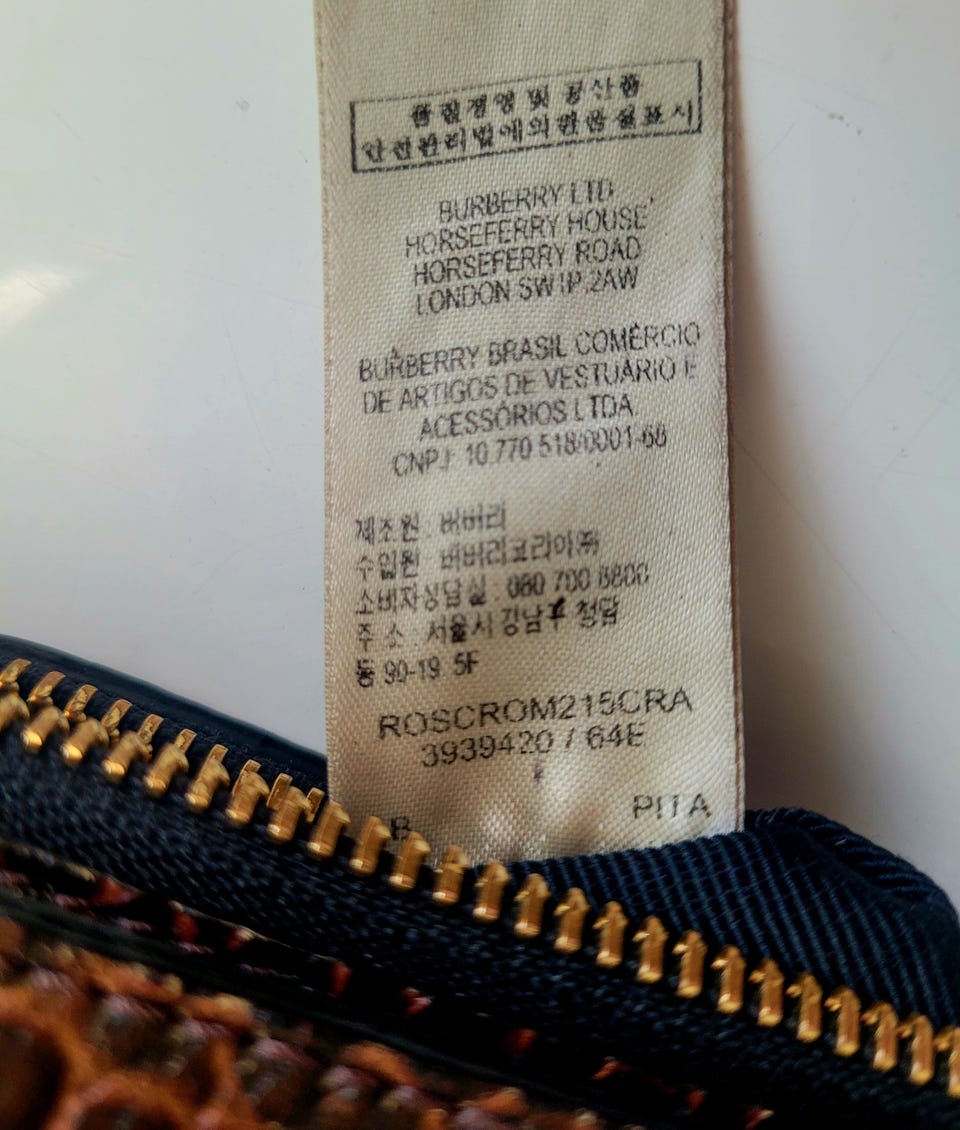 품질경영 및 공산품
안전관리법에의한품질표시
BURBERRY LTD
HORSEFERRY HOUSE
HORSEFERRY ROAD
LONDON SW1P 2AW
BURBERRY BRASIL COMÉRCIO
DE ARTIGOS DE VESTUÁRIO E
ACESSÓRIOS LTDA
CNPJ: 10.770.518/0001-66
제조원 : 버버리
수입원 : 버버리코리아㈜
소비자상담실 : 080 700 8800
주 소 : 서울시 강남구 청담
동 90-19 5F
ROSCROM215CRA
3939420 / 64E
B PITA